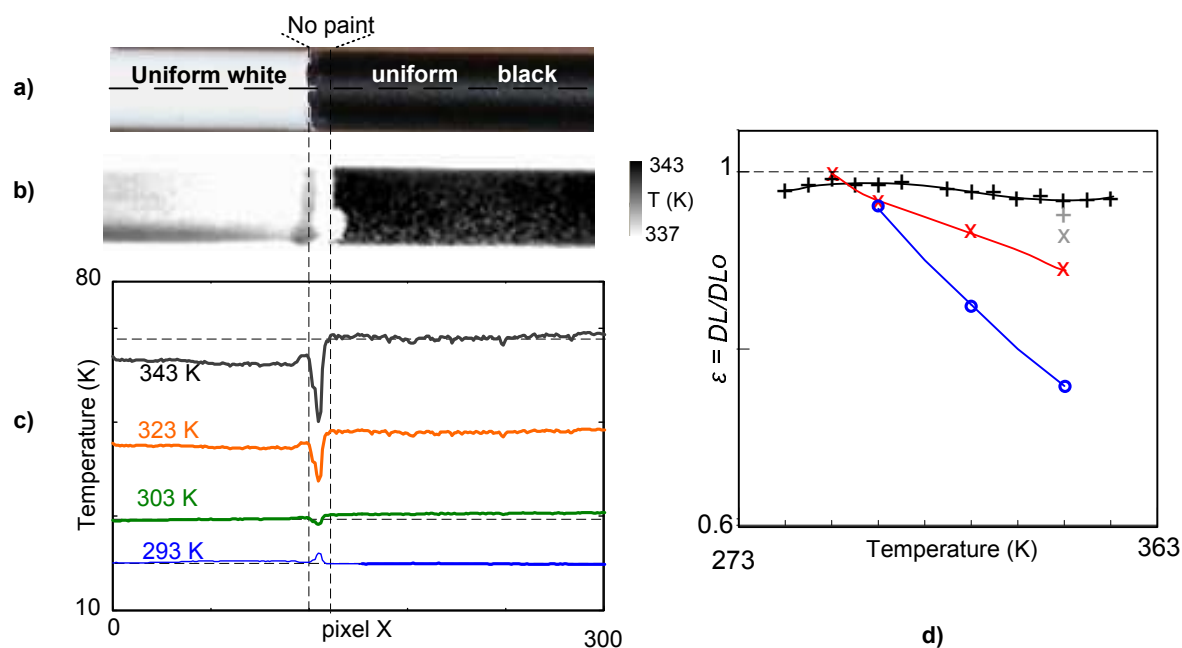 No paint
a)
Uniform white uniform black
b)
343
T (K)
337
c)
80
Temperature (K)
10
343 K
323 K
303 K
293 K
0
pixel X
300
1
ε = DL/DLo
0.6
273
Temperature (K)
363
d)